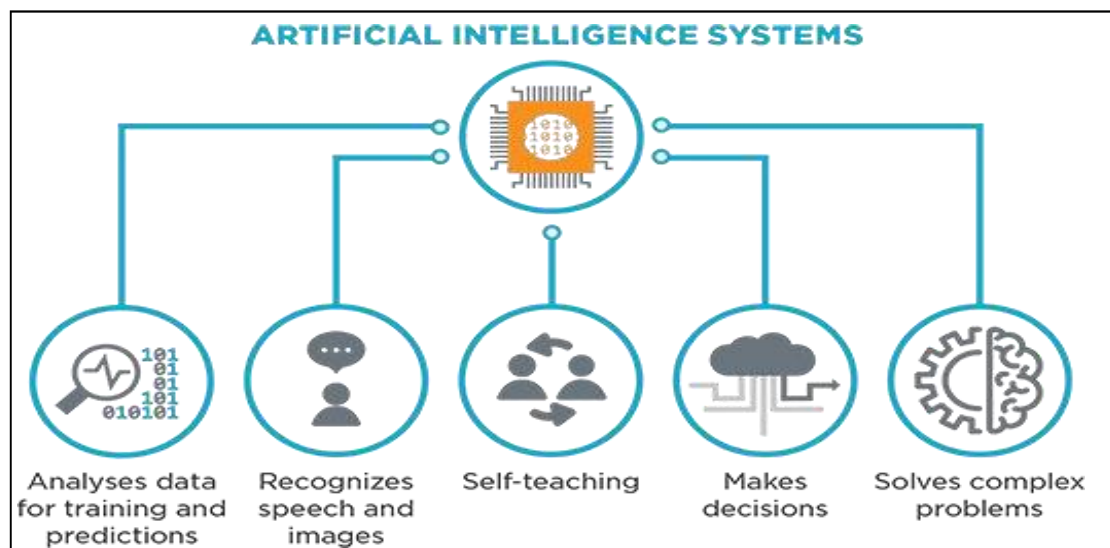 ARTIFICIAL INTELLIGENCE SYSTEMS
1010
1010
1010
101
01
01
101
010101
Analyses data
for training and
predictions
Recognizes
speech and
images
Self-teaching
Makes
decisions
Solves complex
problems